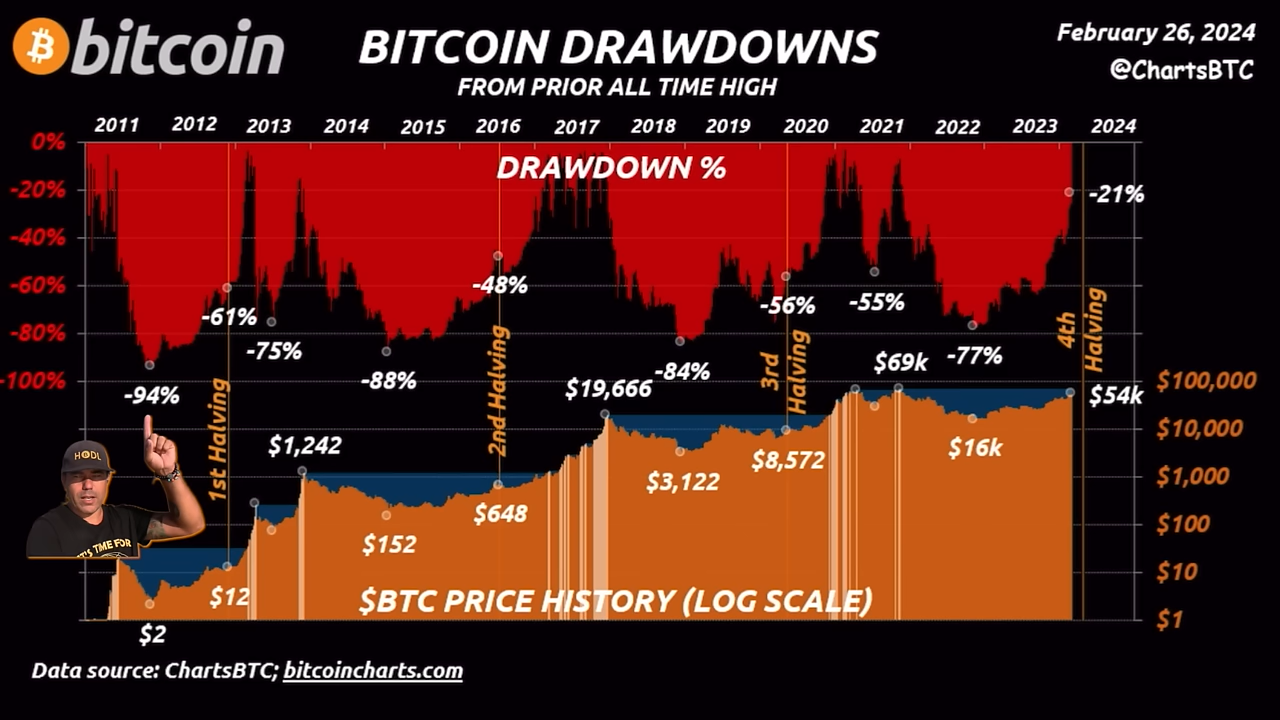 bitcoin
BITCOIN DRAWDOWNS
FROM PRIOR ALL TIME HIGH
February 26, 2024
@ChartsBTC
2011 2012 2013 2014 2015 2016 2017 2018 2019 2020 2021 2022 2023 2024
DRAWDOWN %
0%
-20%
-40%
-60%
-80%
-100%
-94%
-61%
-75%
-88%
-48%
-84%
-56%
-55%
-77%
-21%
1st Halving
2nd Halving
3rd
Halving
4th
Halving
$2
$12
$1,242
$152
$648
$19,666
$3,122
$8,572
$69k
$16k
$54k
$100,000
$10,000
$1,000
$100
$10
$1
HODL
IT'S TIME FOR
$BTC PRICE HISTORY (LOG SCALE)
Data source: ChartsBTC; bitcoincharts.com